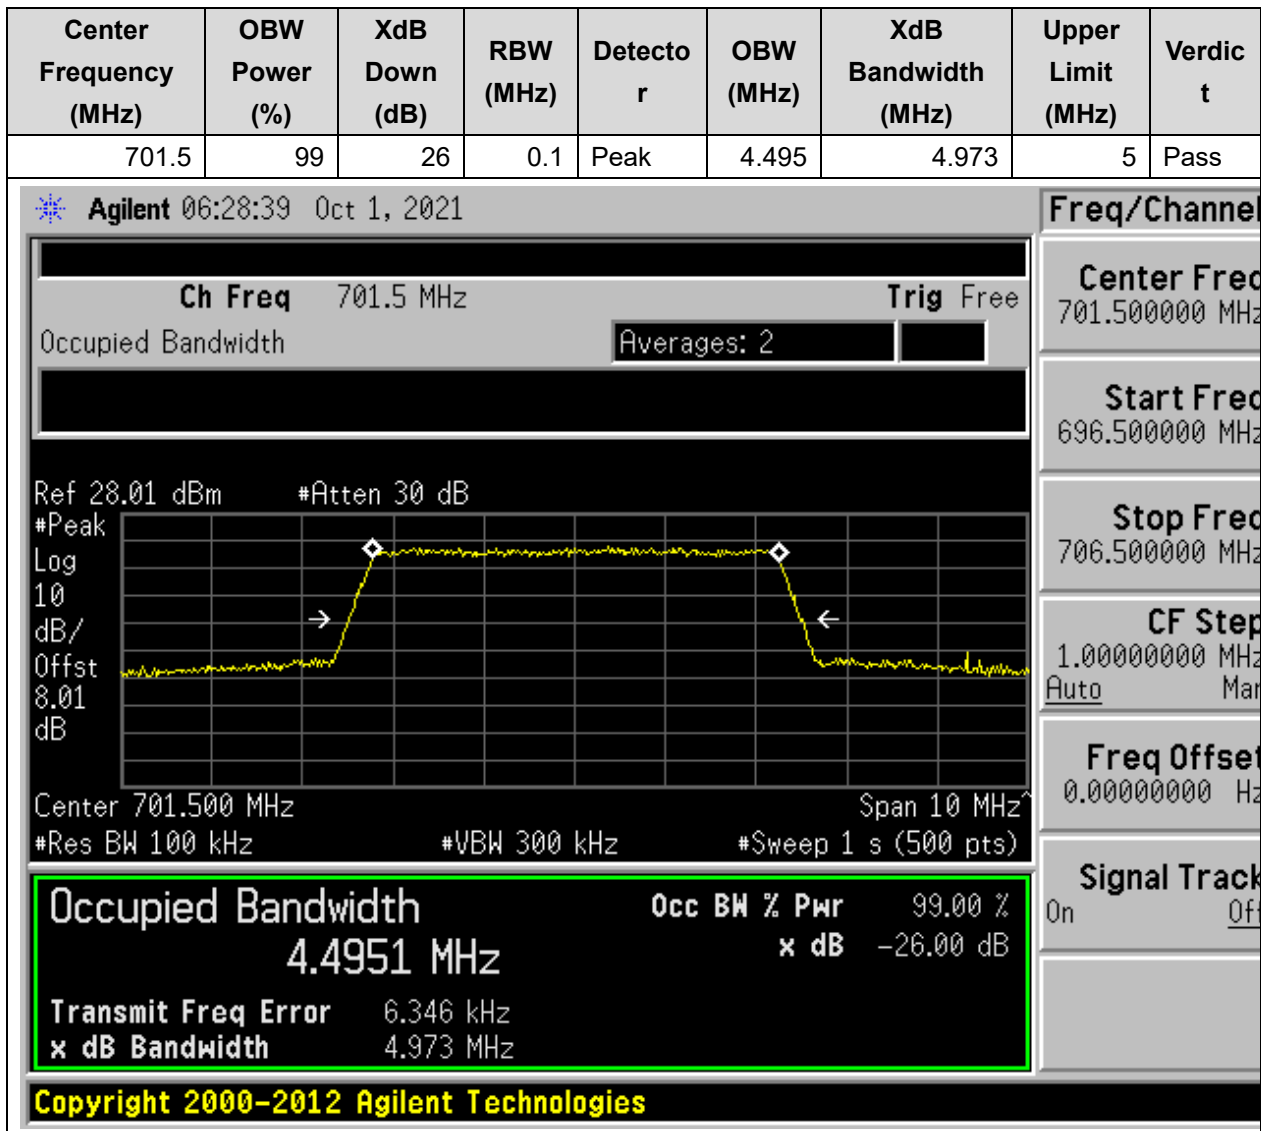 Center Frequency (MHz) OBW Power (%) XdB Down (dB) RBW (MHz) Detector OBW (MHz) XdB Bandwidth (MHz) Upper Limit (MHz) Verdict
701.5 99 26 0.1 Peak 4.495 4.973 5 Pass
Agilent 06:28:39 Oct 1, 2021
Freq/Channel
Ch Freq 701.5 MHz Trig Free
Occupied Bandwidth Averages: 2
Center Freq
701.500000 MHz
Start Freq
696.500000 MHz
Stop Freq
706.500000 MHz
CF Step
1.00000000 MHz
Auto Man
Freq Offset
0.00000000 Hz
Signal Track
On Off
Ref 28.01 dBm #Atten 30 dB
#Peak
Log
10
dB/
Offst
8.01
dB
Center 701.500 MHz Span 10 MHz^
#Res BW 100 kHz #VBW 300 kHz #Sweep 1 s (500 pts)
Occupied Bandwidth Occ BW % Pwr 99.00 %
4.4951 MHz x dB -26.00 dB
Transmit Freq Error 6.346 kHz
x dB Bandwidth 4.973 MHz
Copyright 2000-2012 Agilent Technologies